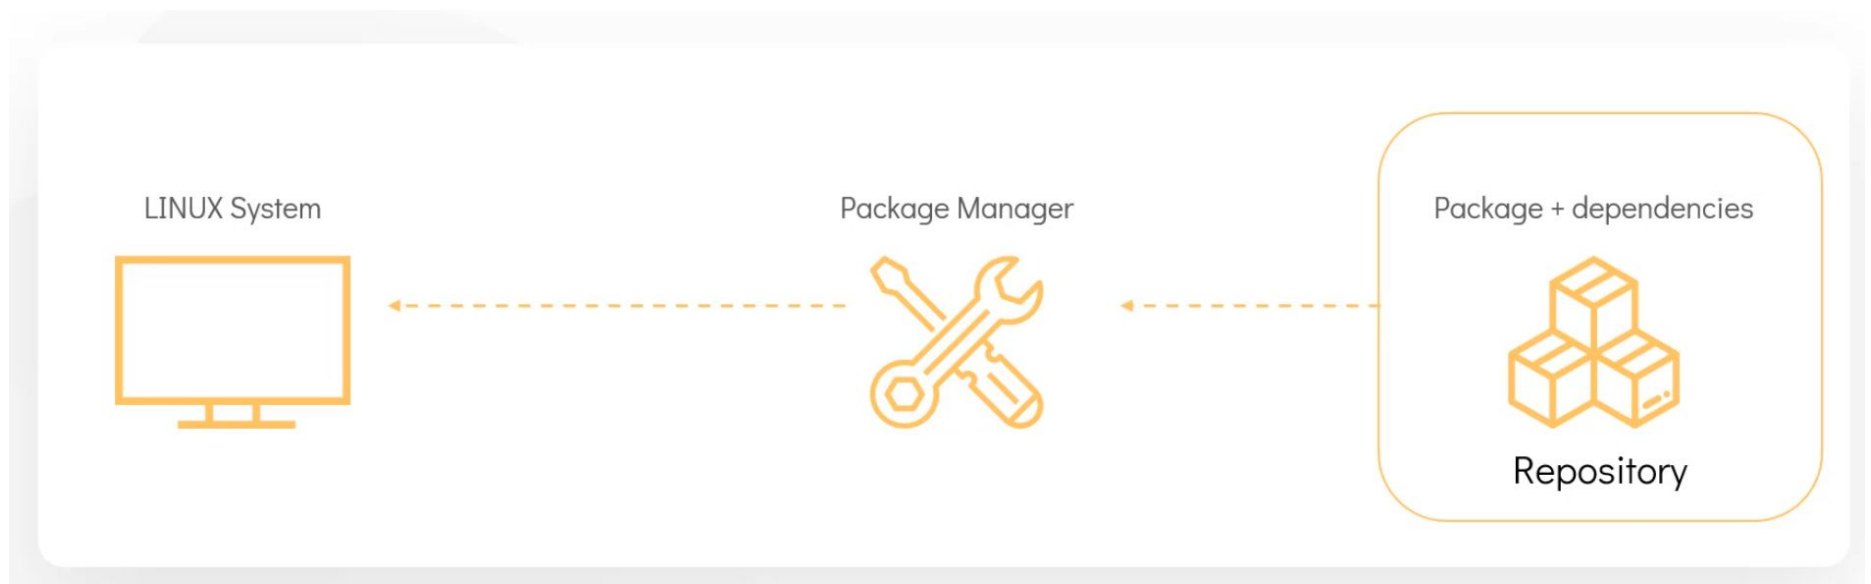 LINUX System
Package Manager
Package + dependencies
Repository